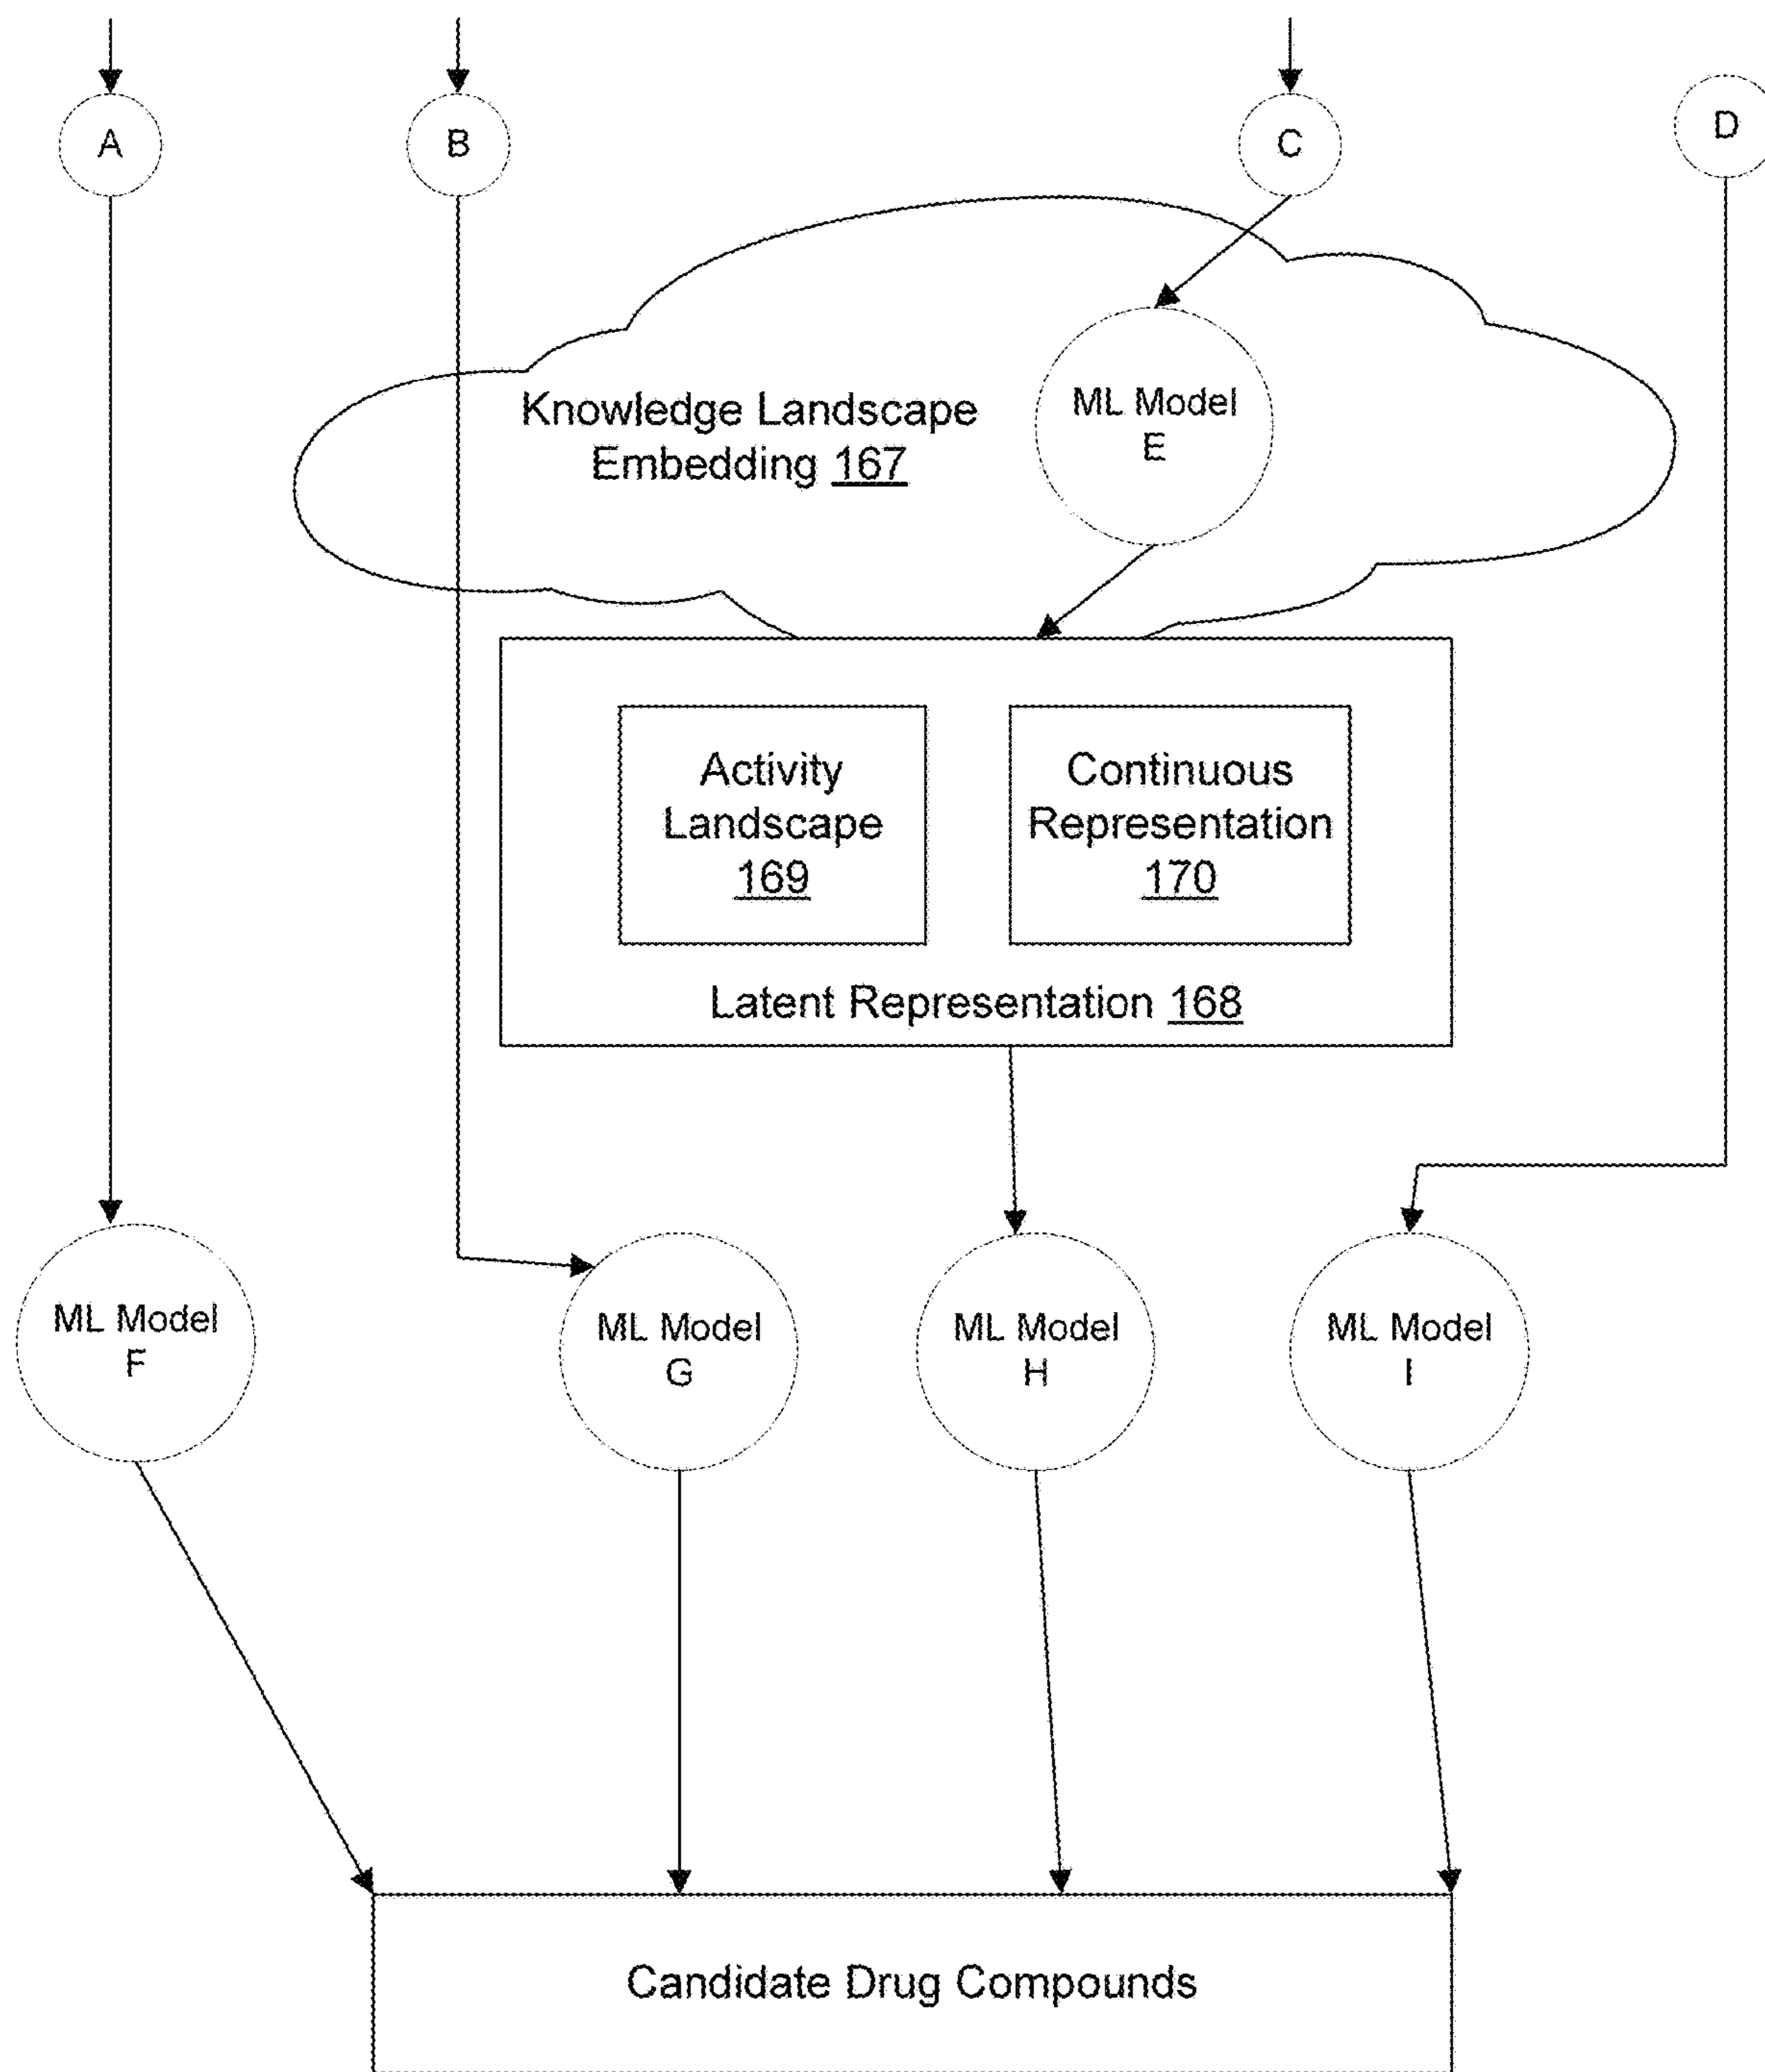 A
B
C
D
Knowledge Landscape
Embedding 167
ML Model
E
Activity
Landscape
169
Continuous
Representation
170
Latent Representation 168
ML Model
F
ML Model
G
ML Model
H
ML Model
I
Candidate Drug Compounds